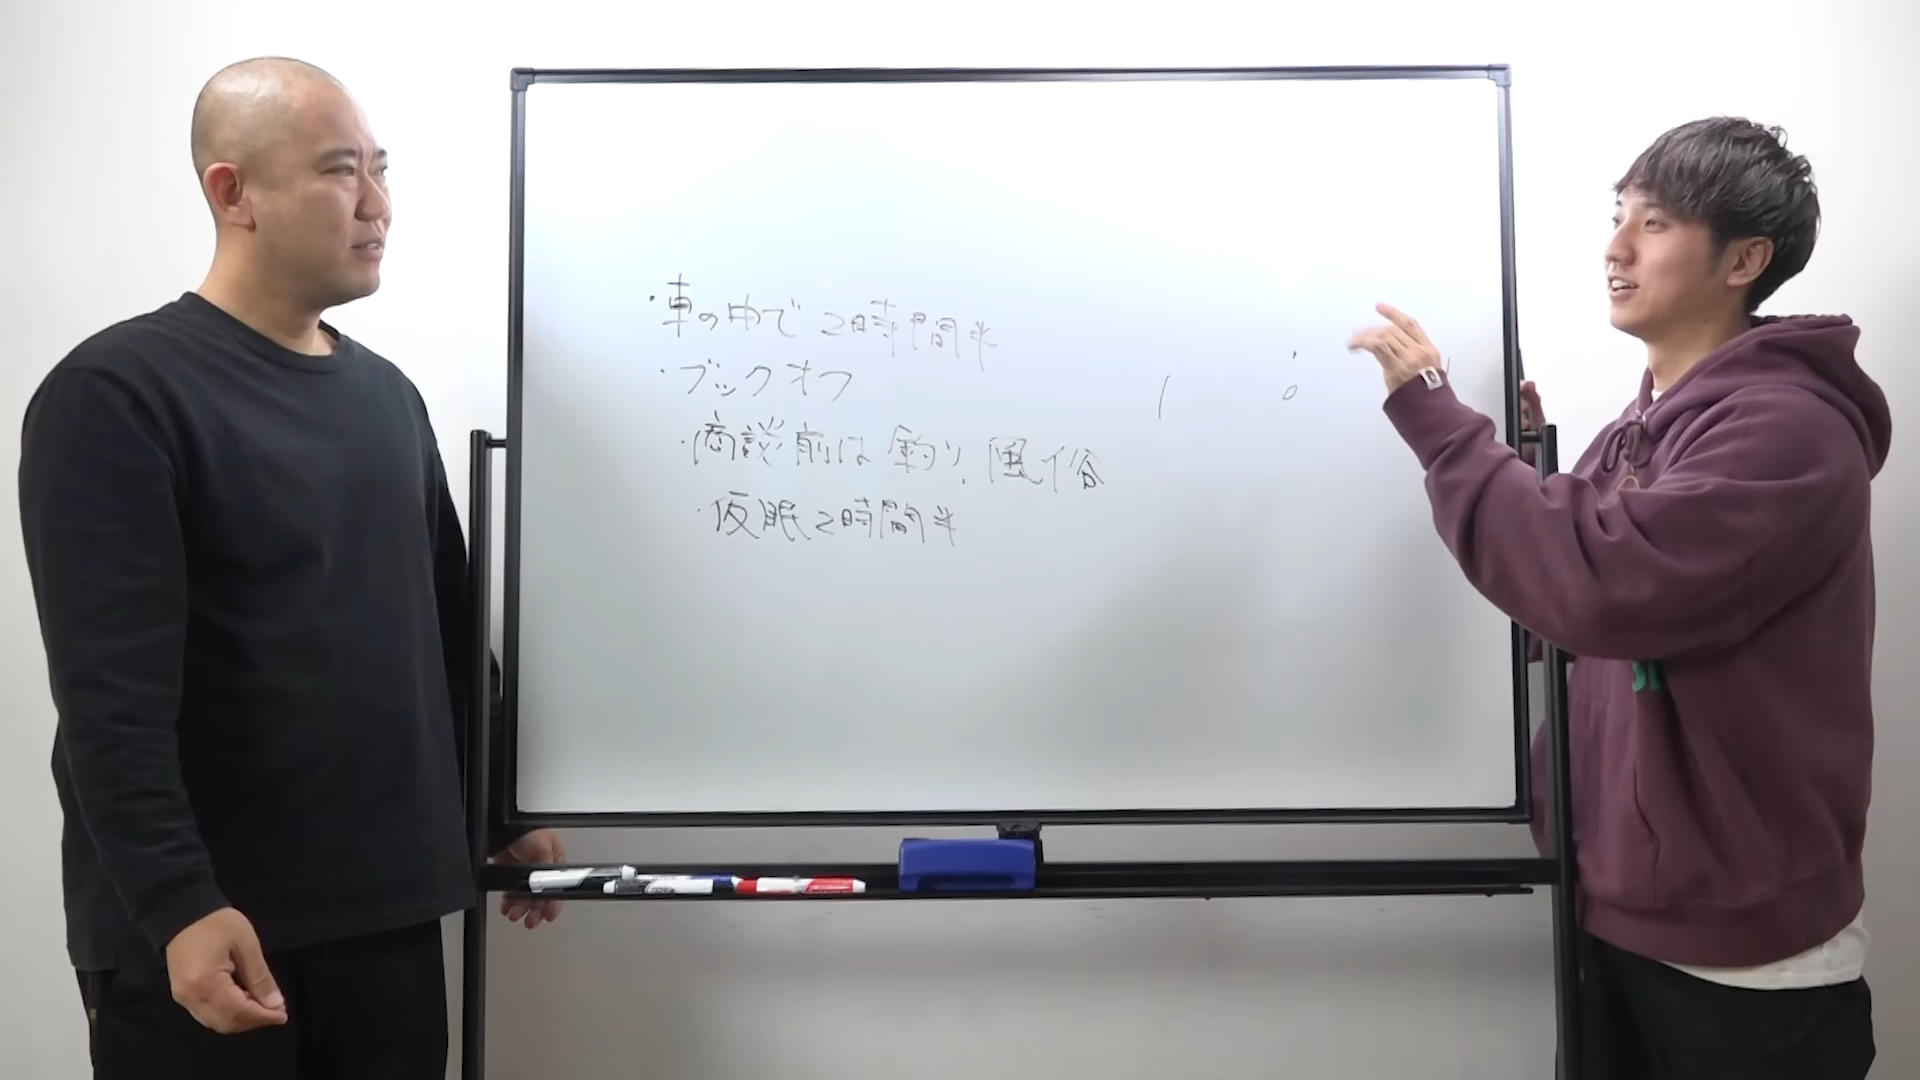 ・車の中で 2時間半
・ブックオフ
・商談前は 釣り、風俗
・仮眠2時間半